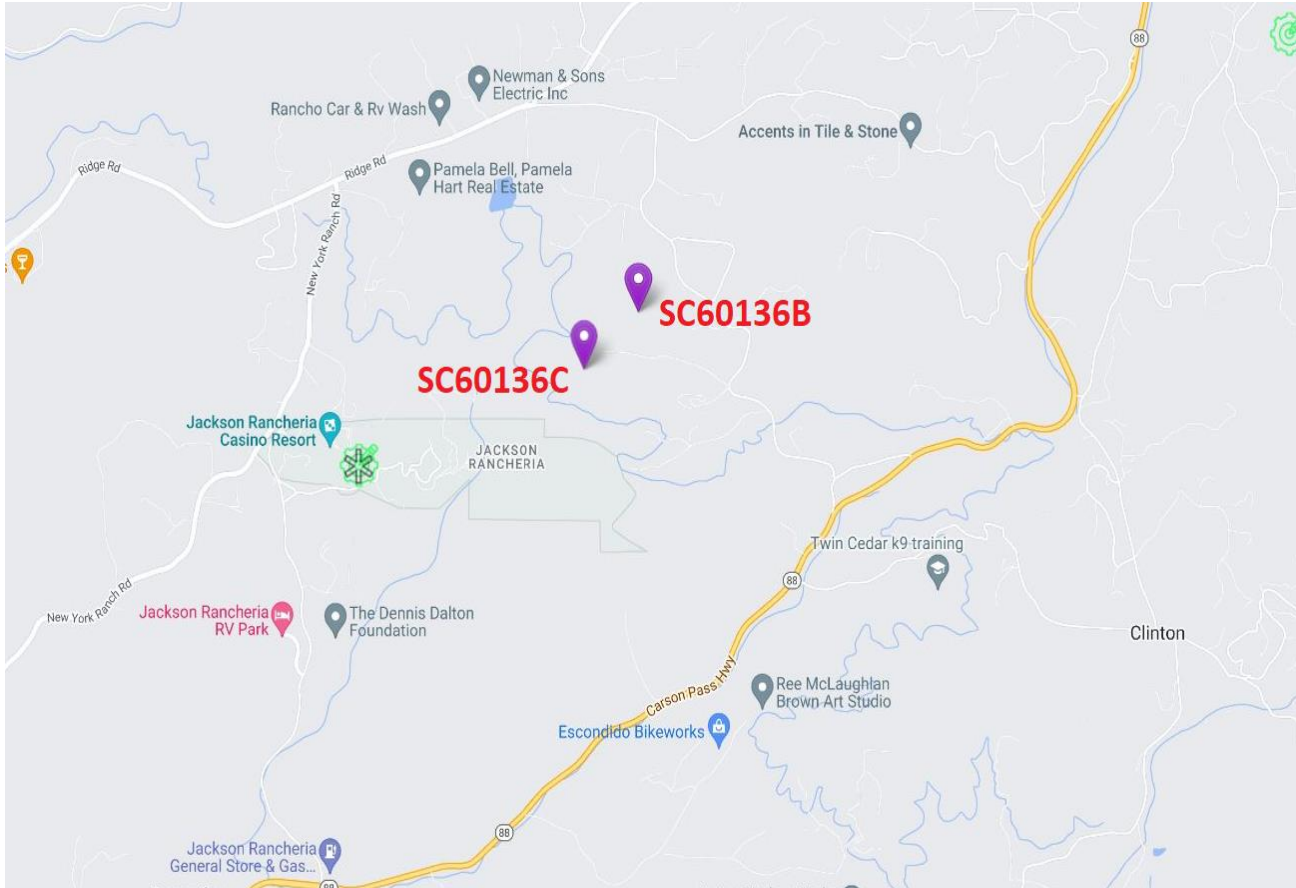 88
Newman & Sons
Electric Inc
Rancho Car & Rv Wash
Accents in Tile & Stone
Ridge Rd
Ridge Rd
Pamela Bell, Pamela
Hart Real Estate
New York Ranch Rd
SC60136B
SC60136C
Jackson Rancheria
Casino Resort
JACKSON
RANCHERIA
Twin Cedar k9 training
88
New York Ranch Rd
Jackson Rancheria
RV Park
The Dennis Dalton
Foundation
Clinton
Carson Pass Hwy
Ree McLaughlan
Brown Art Studio
Escondido Bikeworks
88
Jackson Rancheria
General Store & Gas...
88